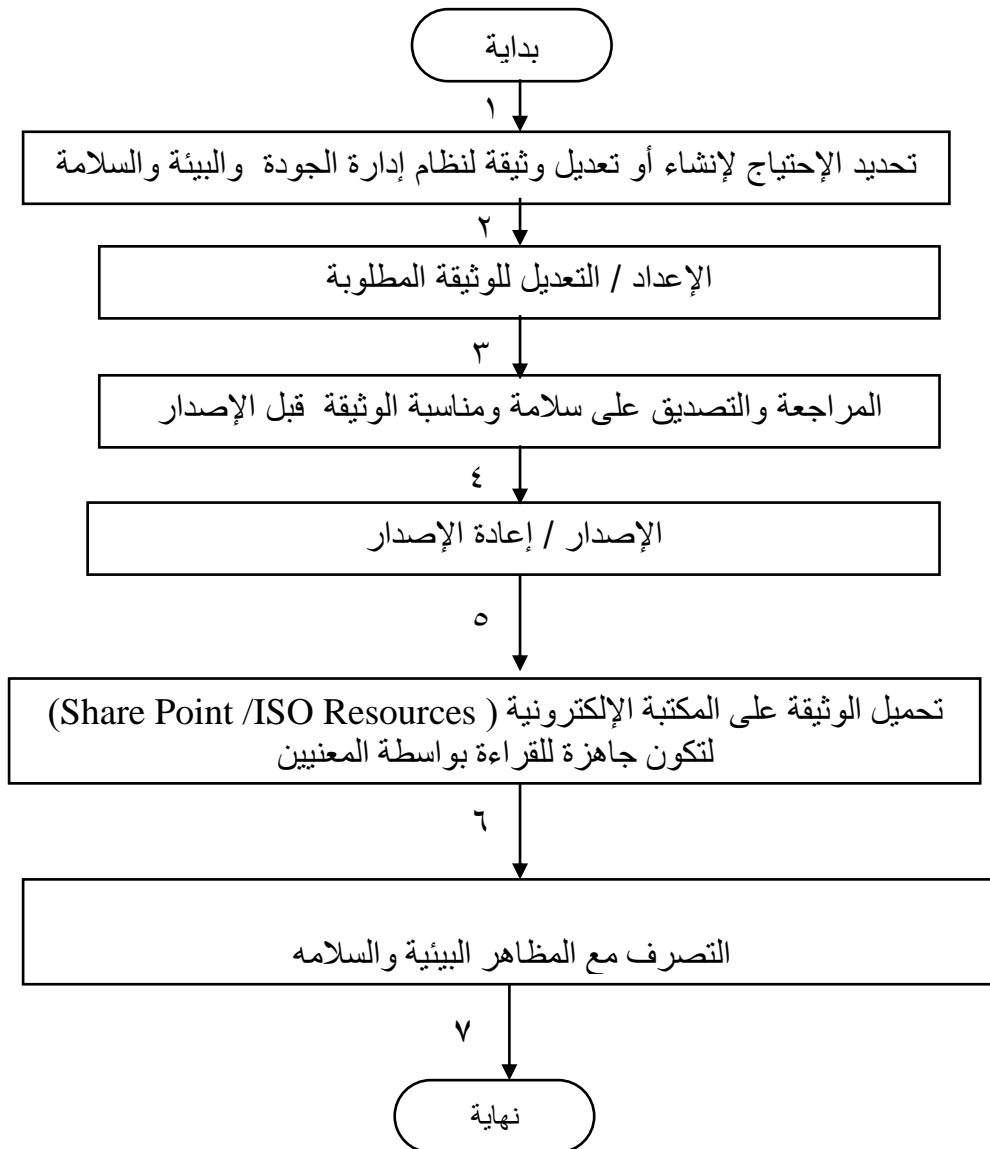 بداية
١
تحديد الإحتياج لإنشاء أو تعديل وثيقة لنظام إدارة الجودة والبيئة والسلامة
٢
الإعداد / التعديل للوثيقة المطلوبة
٣
المراجعة والتصديق على سلامة ومناسبة الوثيقة قبل الإصدار
٤
الإصدار / إعادة الإصدار
٥
تحميل الوثيقة على المكتبة الإلكترونية (Share Point /ISO Resources )
لتكون جاهزة للقراءة بواسطة المعنيين
٦
التصرف مع المظاهر البيئية والسلامه
٧
نهاية